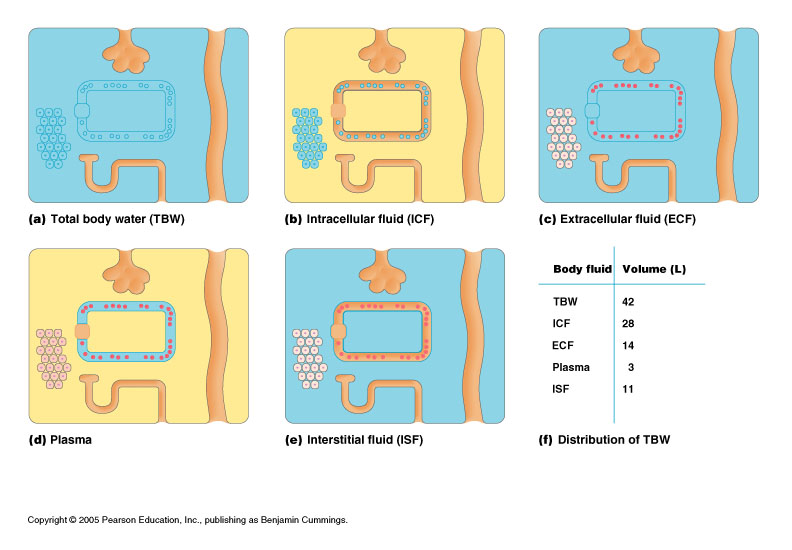 (a) Total body water (TBW)
(b) Intracellular fluid (ICF)
(c) Extracellular fluid (ECF)
(d) Plasma
(e) Interstitial fluid (ISF)
Body fluid Volume (L)
TBW 42
ICF 28
ECF 14
Plasma 3
ISF 11
(f) Distribution of TBW
Copyright © 2005 Pearson Education, Inc., publishing as Benjamin Cummings.